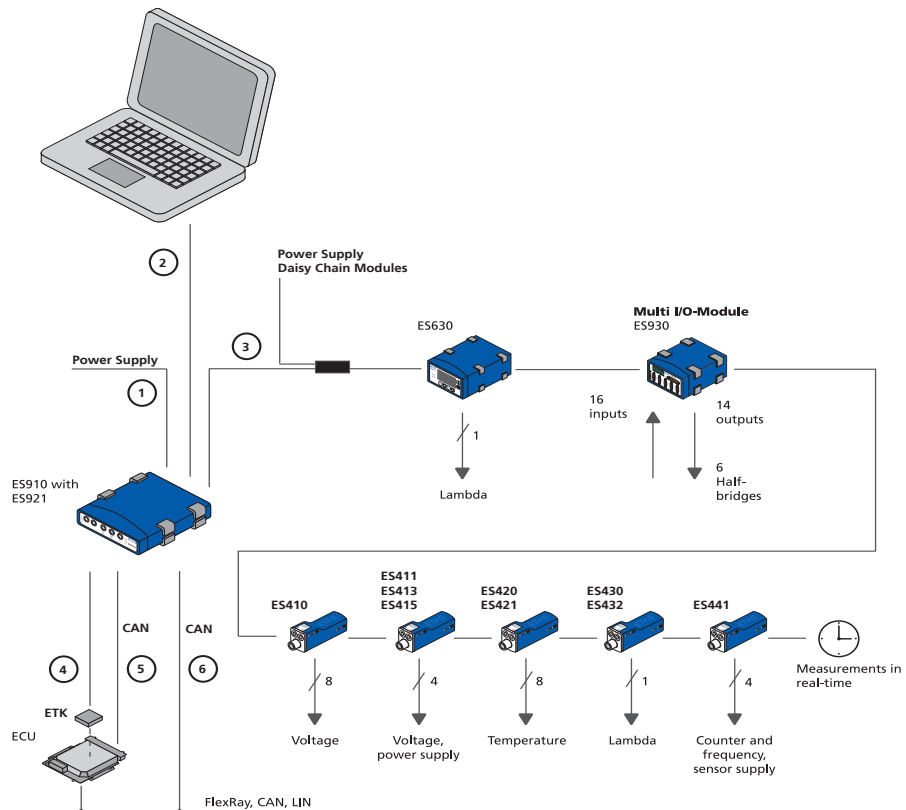 2
Power Supply
Daisy Chain Modules
ES630
Multi I/O-Module
ES930
3
Power Supply
1
16
inputs
14
outputs
1
Lambda
6
Half-
bridges
ES910 with
ES921
ES410
ES411
ES413
ES415
ES420
ES421
ES430
ES432
ES441
CAN
CAN
4
5
6
8
4
8
1
4
Measurements in
real-time
ETK
ECU
Voltage
Voltage,
power supply
Temperature
Lambda
Counter and
frequency,
sensor supply
FlexRay, CAN, LIN